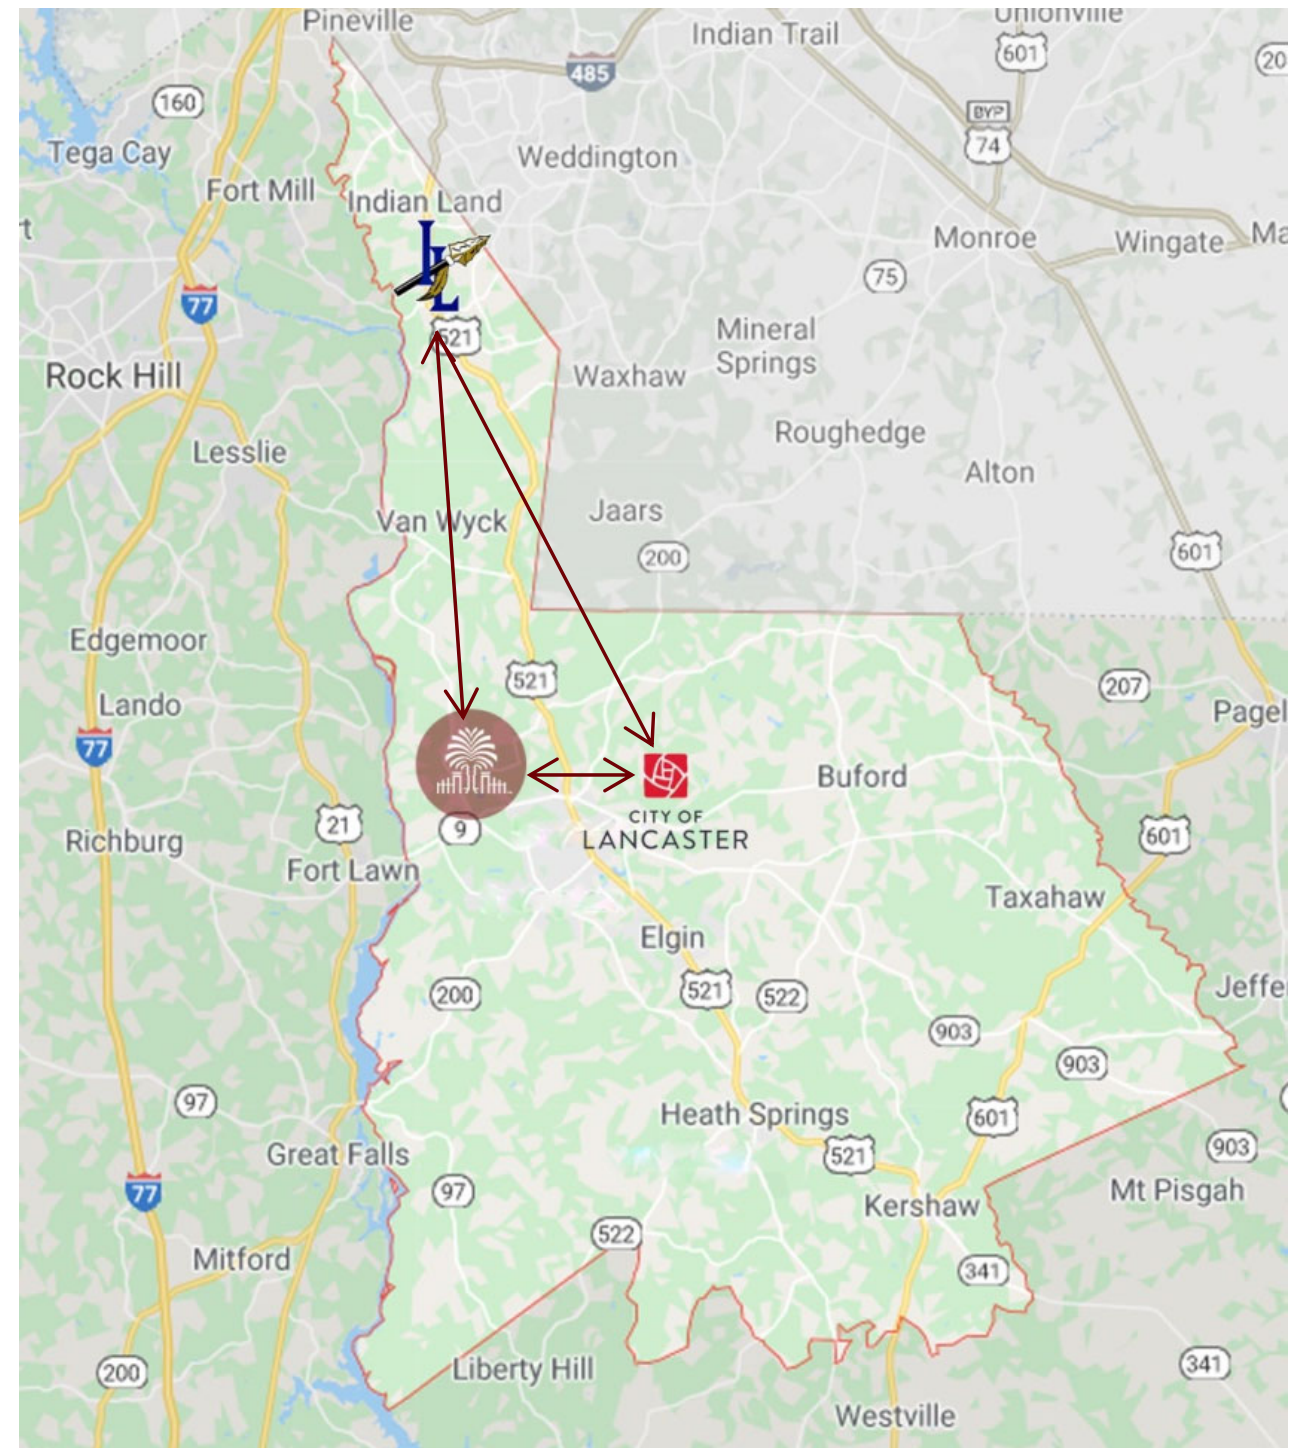 Pineville
Indian Trail
Unionville
601
485
20
160
BYP
74
Tega Cay
Weddington
Fort Mill
Indian Land
rt
IL
Monroe
Wingate
Ma
75
77
521
Mineral
Springs
Rock Hill
Waxhaw
Roughedge
Lesslie
Alton
Van Wyck
Jaars
200
601
Edgemoor
521
207
Lando
Pagel
77
Buford
CITY OF
LANCASTER
21
9
601
Richburg
Fort Lawn
Taxahaw
Elgin
200
521
522
Jeffe
903
903
97
Heath Springs
601
521
903
Great Falls
77
97
Mt Pisgah
Kershaw
522
Mitford
341
200
Liberty Hill
341
Westville